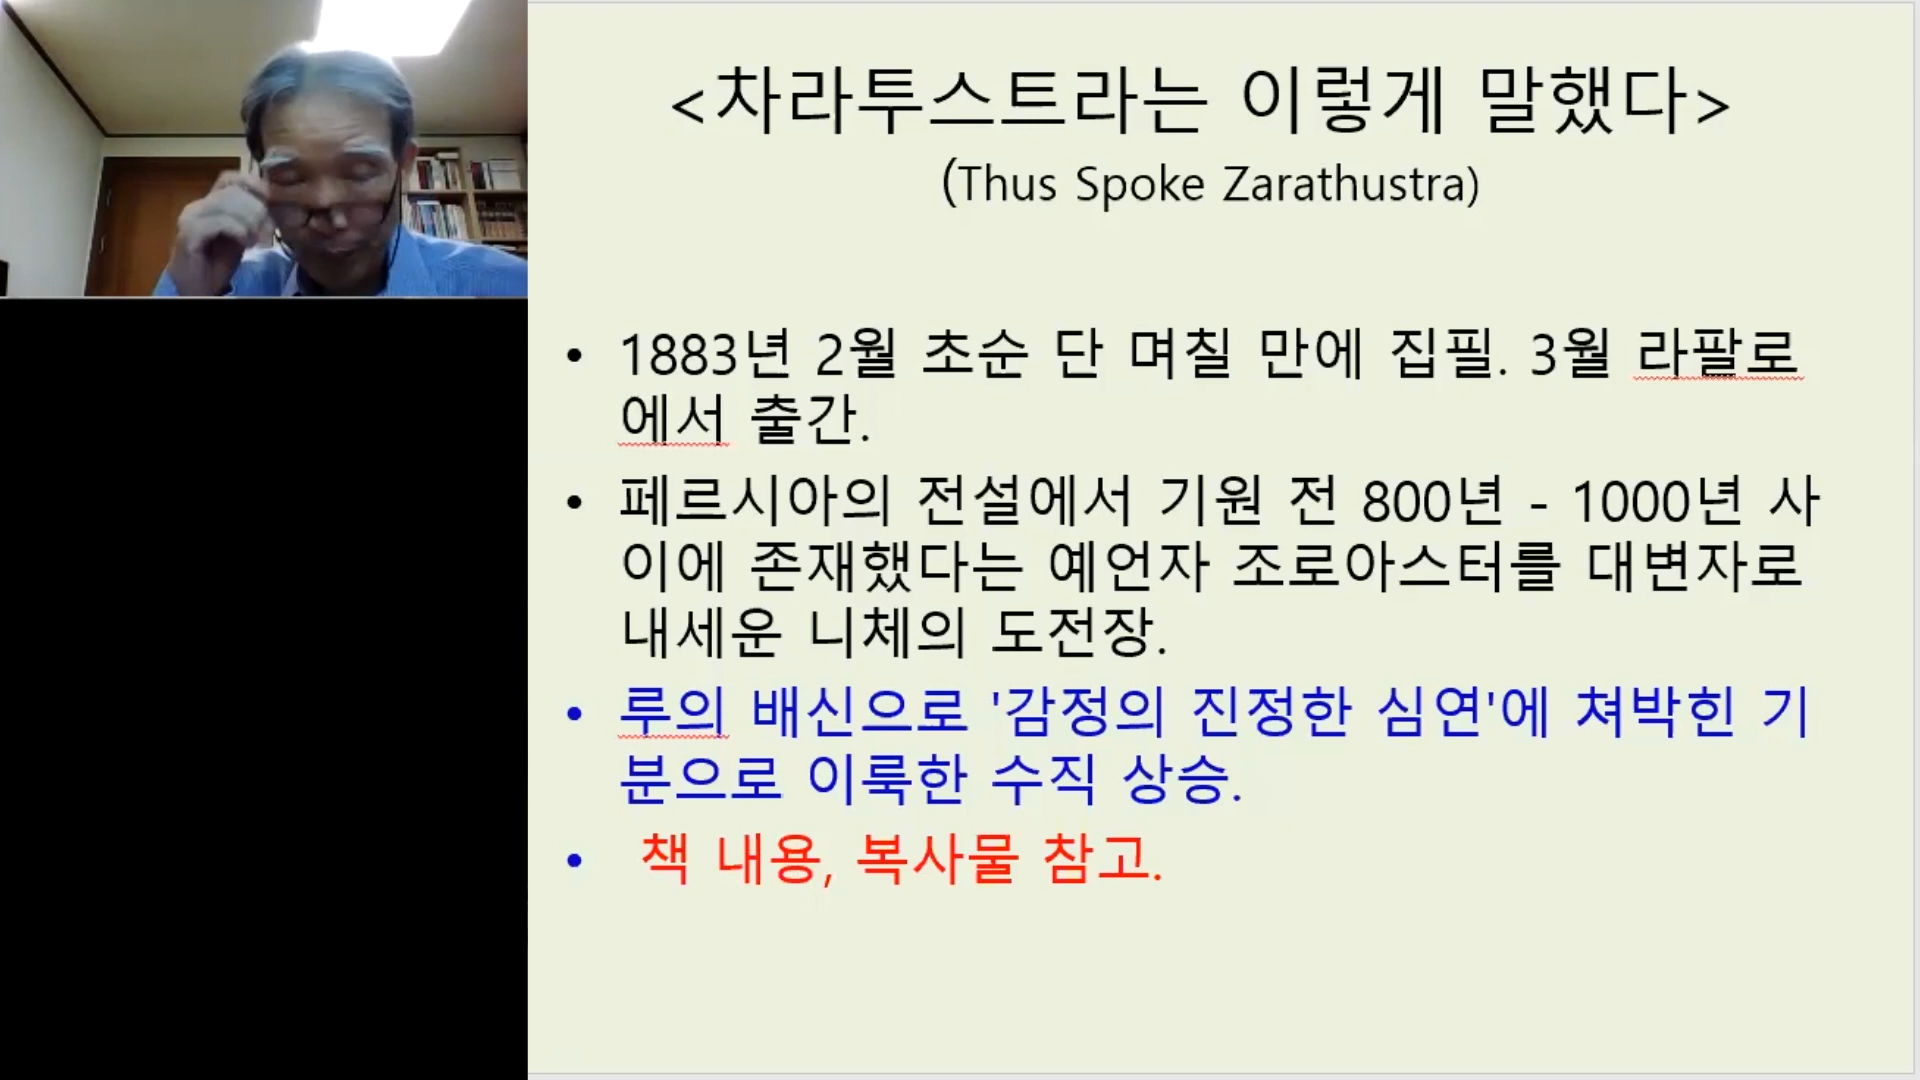 <차라투스트라는 이렇게 말했다>
(Thus Spoke Zarathustra)
• 1883년 2월 초순 단 며칠 만에 집필. 3월 라팔로
에서 출간.
• 페르시아의 전설에서 기원 전 800년 - 1000년 사
이에 존재했다는 예언자 조로아스터를 대변자로
내세운 니체의 도전장.
• 루의 배신으로 '감정의 진정한 심연'에 쳐박힌 기
분으로 이룩한 수직 상승.
• 책 내용, 복사물 참고.